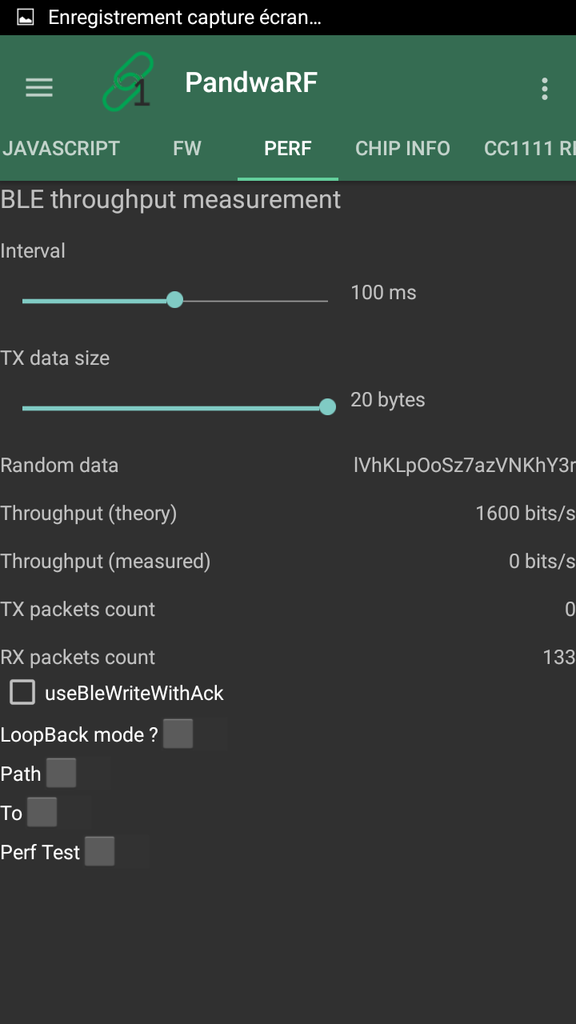 Enregistrement capture écran...
1
PandwaRF
JAVASCRIPT FW PERF CHIP INFO CC1111
BLE throughput measurement
Interval
100 ms
TX data size
20 bytes
Random data lVhKLpOoSz7azVNKhY3r
Throughput (theory) 1600 bits/s
Throughput (measured) 0 bits/s
TX packets count 0
RX packets count 133
useBleWriteWithAck
LoopBack mode ?
Path
To
Perf Test